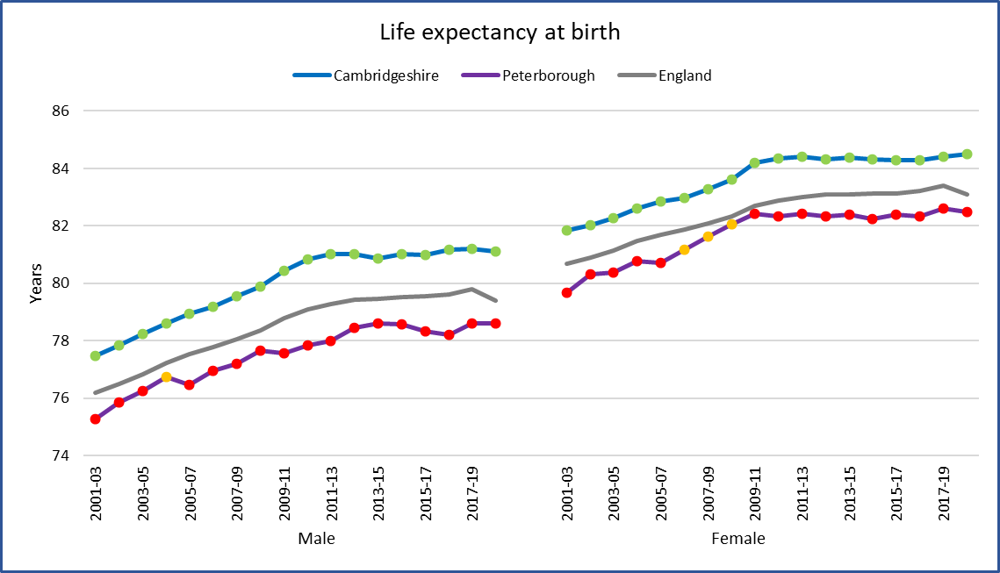 Life expectancy at birth
Cambridgeshire Peterborough England
86
84
82
80
78
76
74
Years
2001-03 2003-05 2005-07 2007-09 2009-11 2011-13 2013-15 2015-17 2017-19 2001-03 2003-05 2005-07 2007-09 2009-11 2011-13 2013-15 2015-17 2017-19
Male Female